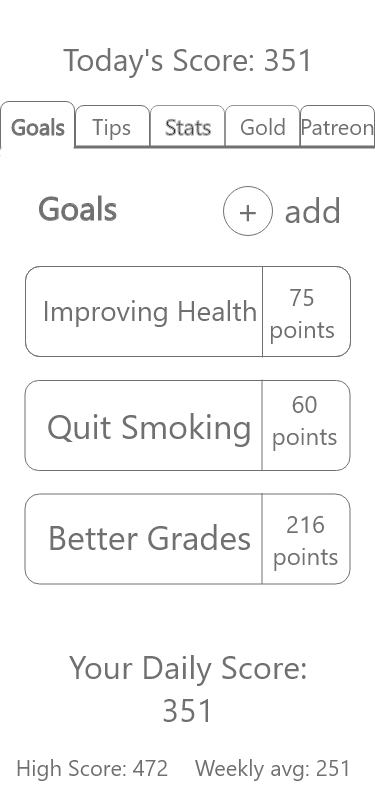 Today's Score: 351
Goals Tips Stats Gold Patreon
Goals + add
Improving Health 75 points
Quit Smoking 60 points
Better Grades 216 points
Your Daily Score:
351
High Score: 472 Weekly avg: 251